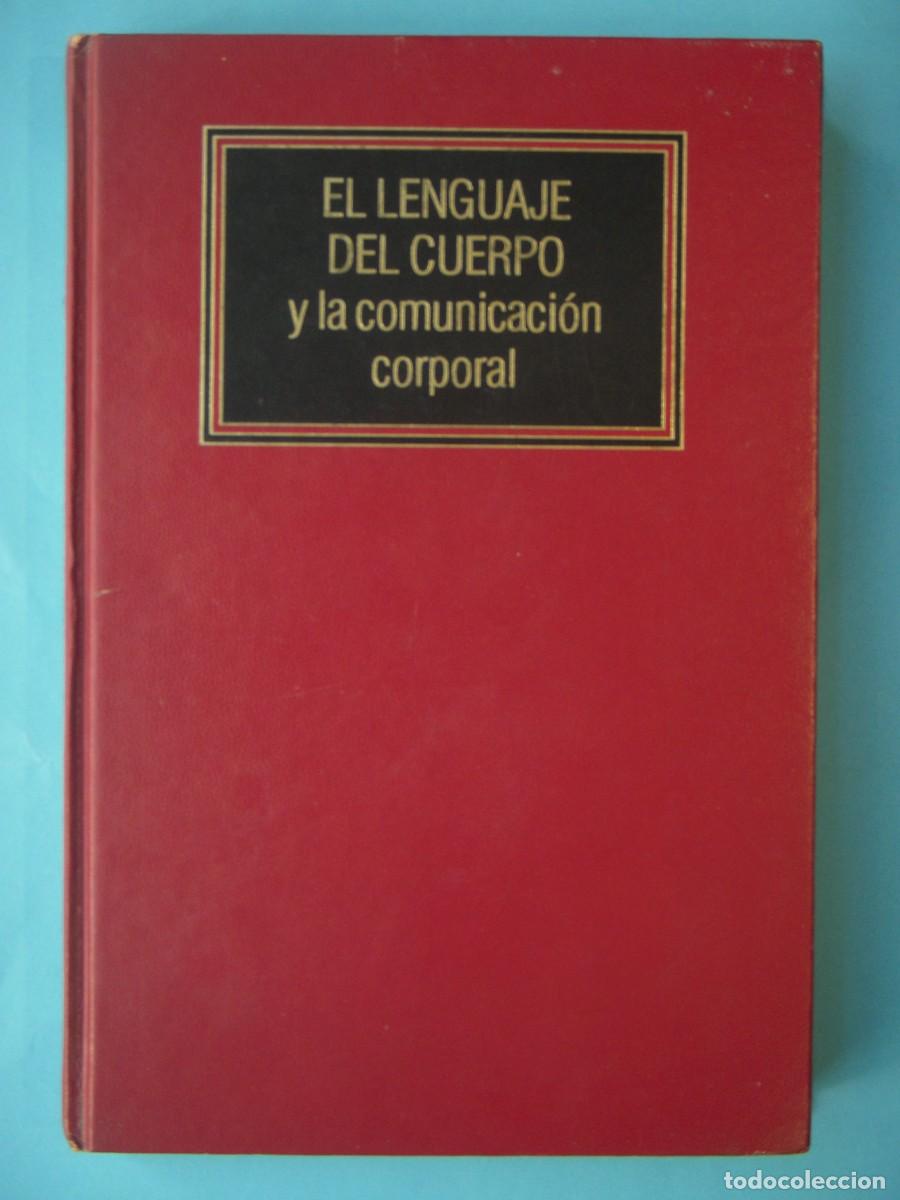 EL LENGUAJE
DEL CUERPO
y la comunicación
corporal
todocoleccion